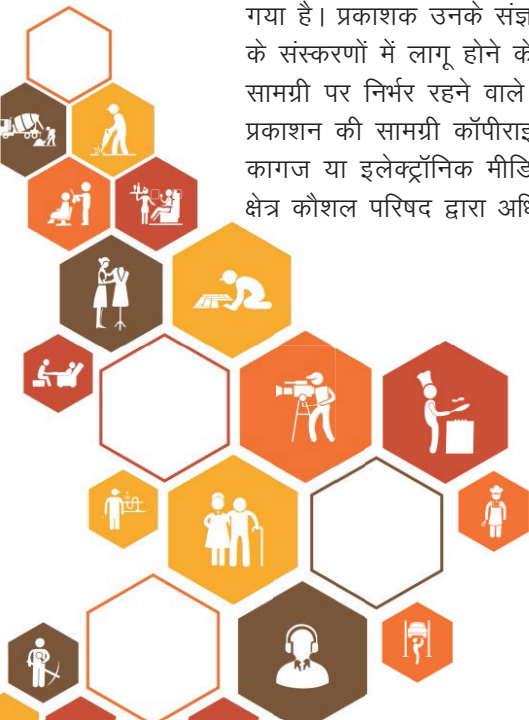 गया है। प्रकाशक उनके
के संस्करणों में लागू होने के
सामग्री पर निर्भर रहने वाले
प्रकाशन की सामग्री
कागज या इलेक्ट्रॉनिक
क्षेत्र कौशल परिषद द्वारा